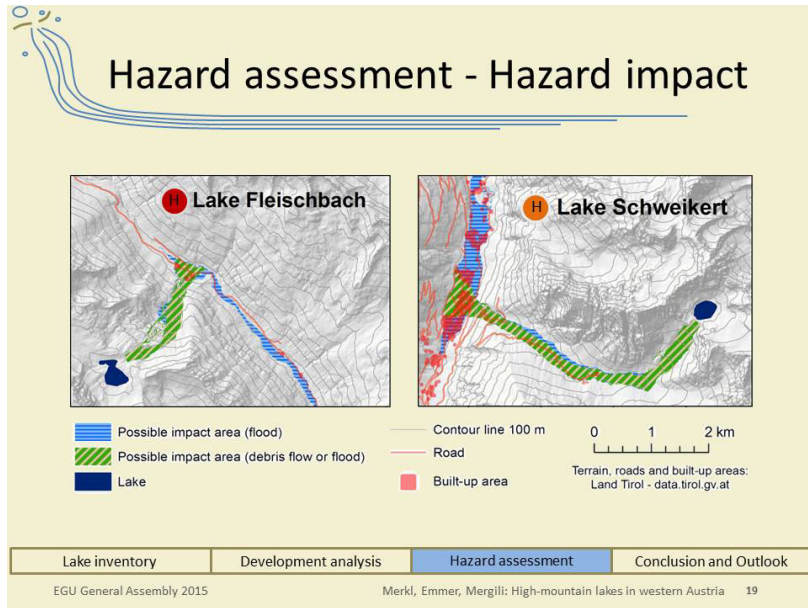 Hazard assessment - Hazard impact
H Lake Fleischbach
H Lake Schweikert
Possible impact area (flood)
Possible impact area (debris flow or flood)
Lake
Contour line 100 m
Road
Built-up area
0 1 2 km
Terrain, roads and built-up areas:
Land Tirol - data.tirol.gv.at
Lake inventory
Development analysis
Hazard assessment
Conclusion and Outlook
EGU General Assembly 2015
Merkl, Emmer, Mergili: High-mountain lakes in western Austria 19